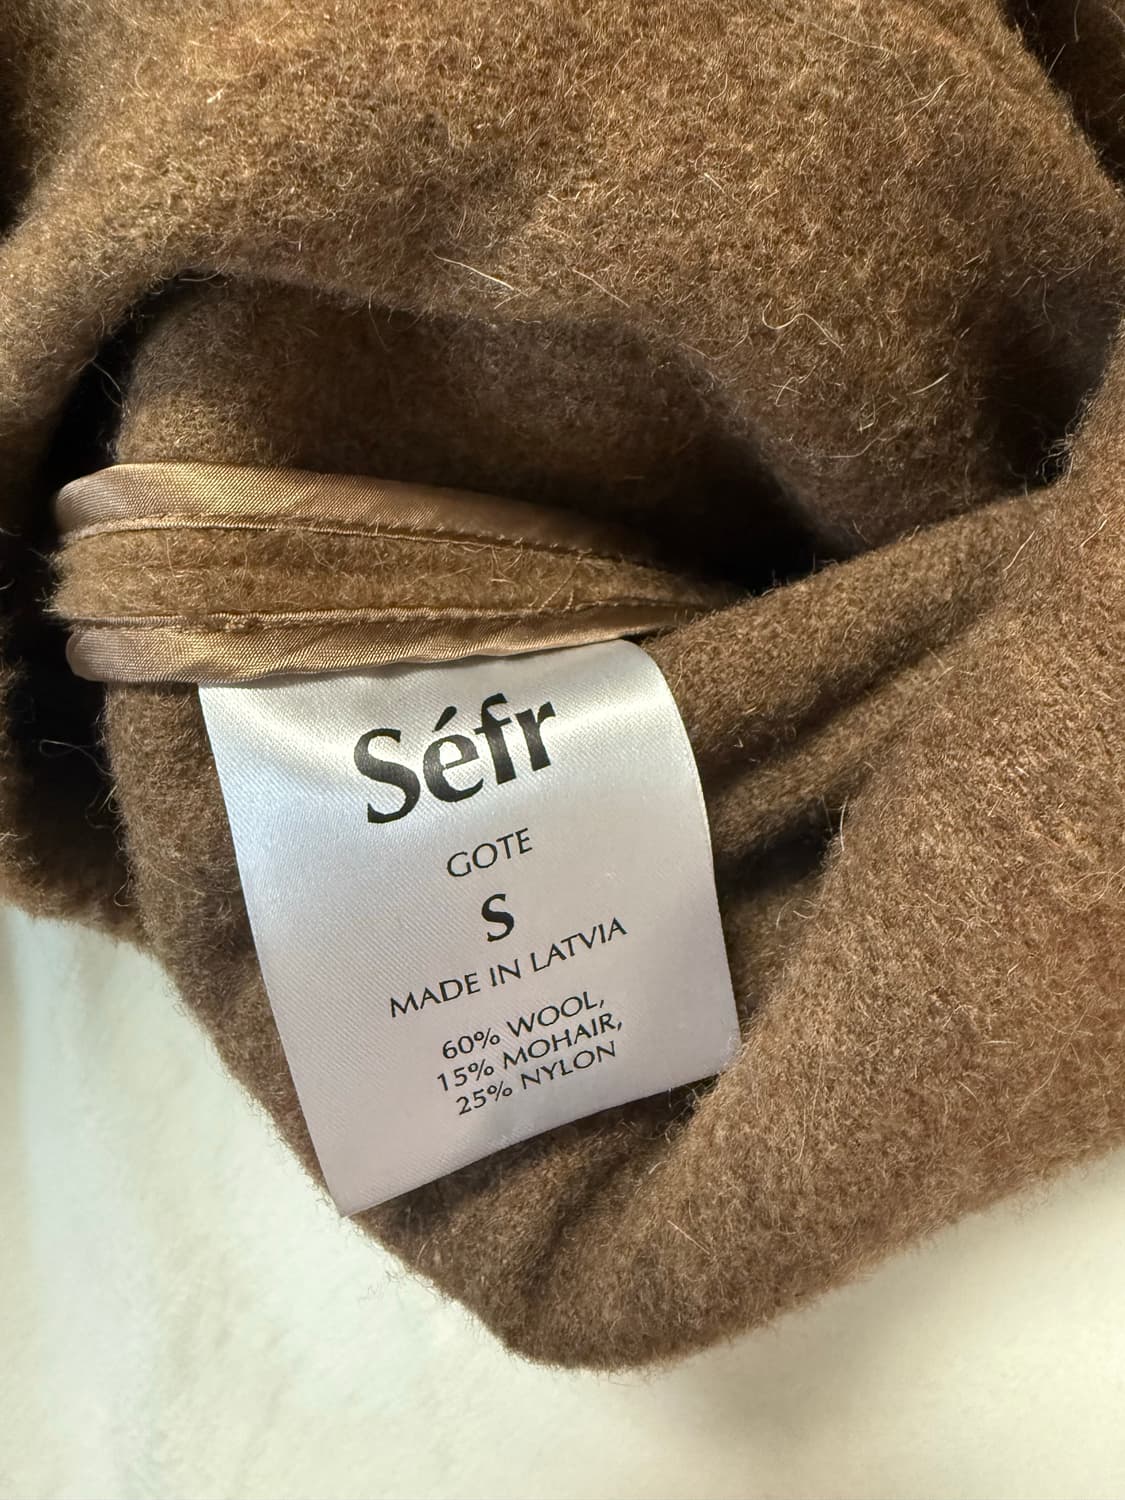 Séfr
GOTE
S
MADE IN LATVIA
60% WOOL,
15% MOHAIR,
25% NYLON